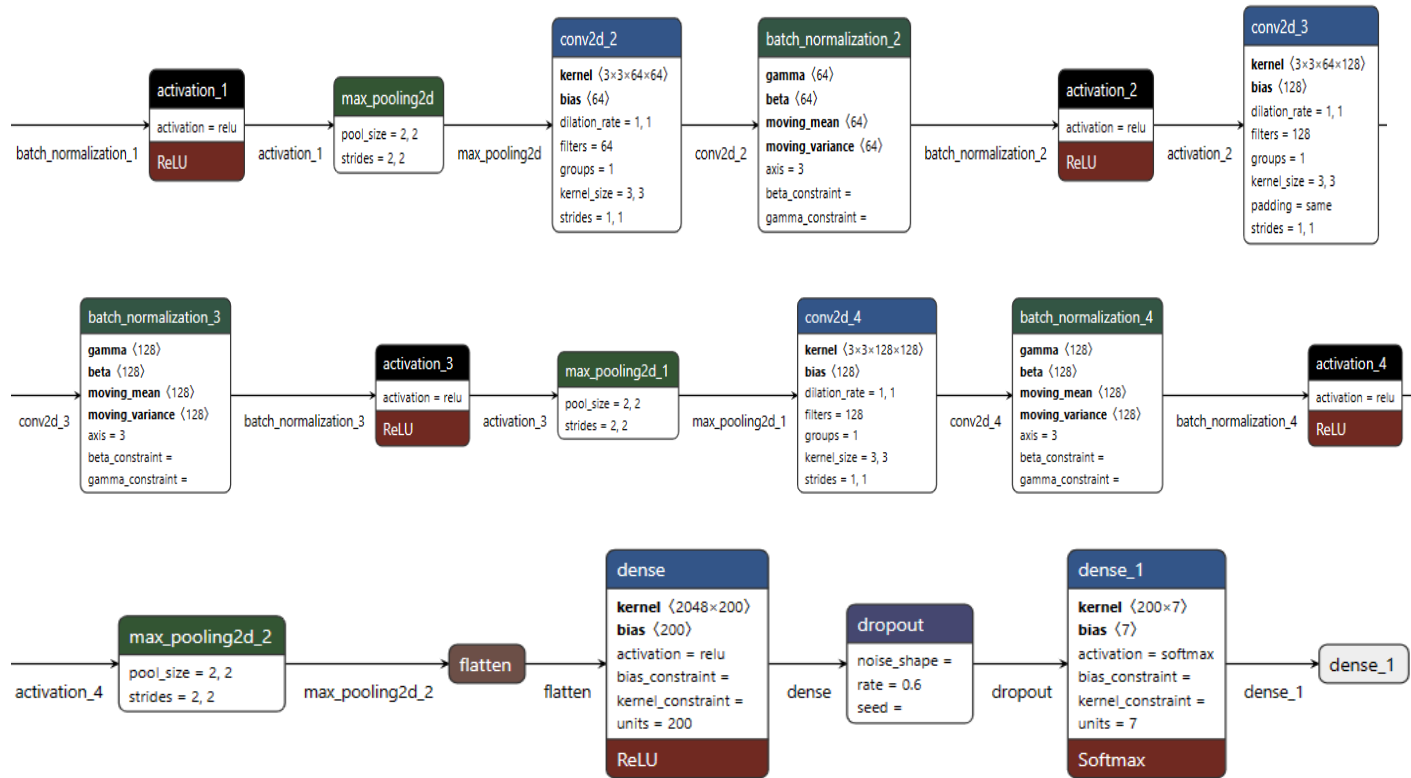 batch_normalization_1
activation_1
activation = relu
ReLU
activation_1
max_pooling2d
pool_size = 2, 2
strides = 2, 2
max_pooling2d
conv2d_2
kernel ⟨3×3×64×64⟩
bias ⟨64⟩
dilation_rate = 1, 1
filters = 64
groups = 1
kernel_size = 3, 3
strides = 1, 1
conv2d_2
batch_normalization_2
gamma ⟨64⟩
beta ⟨64⟩
moving_mean ⟨64⟩
moving_variance ⟨64⟩
axis = 3
beta_constraint =
gamma_constraint =
batch_normalization_2
activation_2
activation = relu
ReLU
activation_2
conv2d_3
kernel ⟨3×3×64×128⟩
bias ⟨128⟩
dilation_rate = 1, 1
filters = 128
groups = 1
kernel_size = 3, 3
padding = same
strides = 1, 1
conv2d_3
batch_normalization_3
gamma ⟨128⟩
beta ⟨128⟩
moving_mean ⟨128⟩
moving_variance ⟨128⟩
axis = 3
beta_constraint =
gamma_constraint =
batch_normalization_3
activation_3
activation = relu
ReLU
activation_3
max_pooling2d_1
pool_size = 2, 2
strides = 2, 2
max_pooling2d_1
conv2d_4
kernel ⟨3×3×128×128⟩
bias ⟨128⟩
dilation_rate = 1, 1
filters = 128
groups = 1
kernel_size = 3, 3
strides = 1, 1
conv2d_4
batch_normalization_4
gamma ⟨128⟩
beta ⟨128⟩
moving_mean ⟨128⟩
moving_variance ⟨128⟩
axis = 3
beta_constraint =
gamma_constraint =
batch_normalization_4
activation_4
activation = relu
ReLU
activation_4
max_pooling2d_2
pool_size = 2, 2
strides = 2, 2
max_pooling2d_2
flatten
flatten
dense
kernel ⟨2048×200⟩
bias ⟨200⟩
activation = relu
bias_constraint =
kernel_constraint =
units = 200
ReLU
dense
dropout
noise_shape =
rate = 0.6
seed =
dropout
dense_1
kernel ⟨200×7⟩
bias ⟨7⟩
activation = softmax
bias_constraint =
kernel_constraint =
units = 7
Softmax
dense_1
dense_1